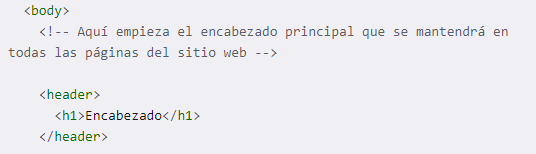 <body>
<!-- Aquí empieza el encabezado principal que se mantendrá en
todas las páginas del sitio web -->
<header>
<h1>Encabezado</h1>
</header>